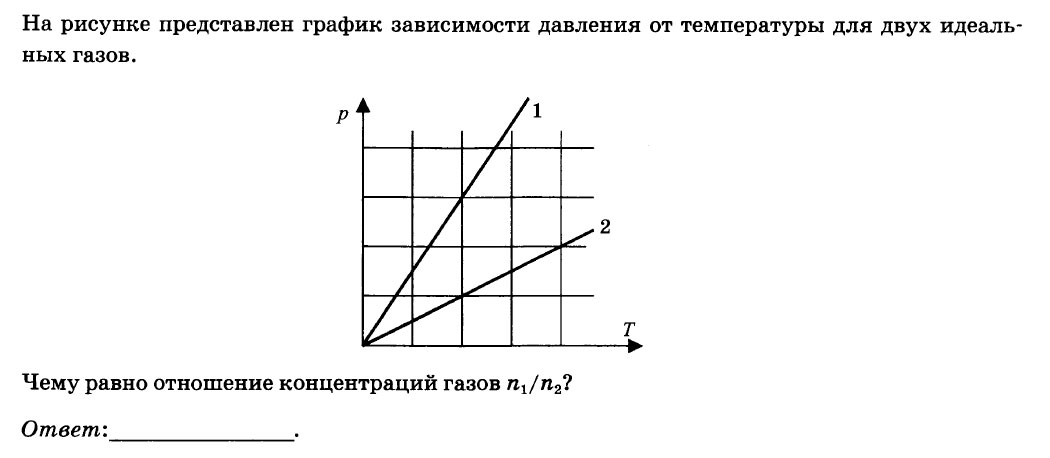 На рисунке представлен график зависимости давления от температуры для двух идеаль-
ных газов.
p
1
2
T
Чему равно отношение концентраций газов n₁/n₂?
Ответ:________________.